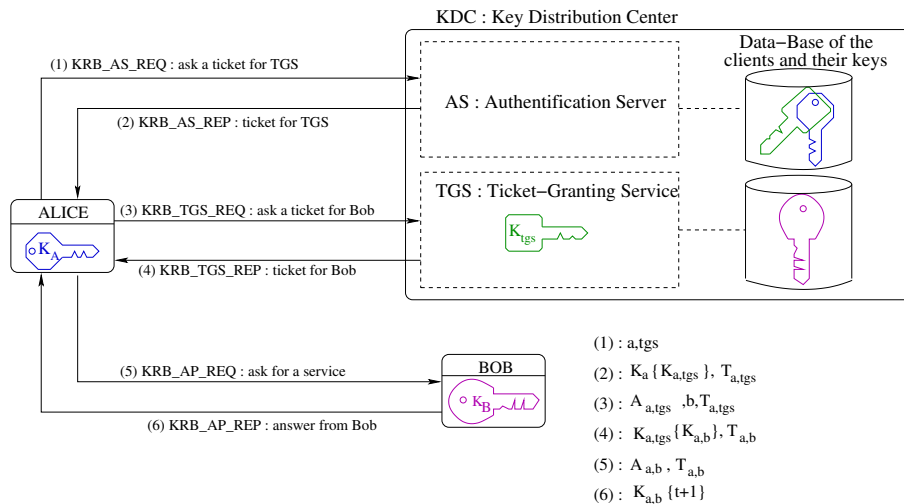 KDC : Key Distribution Center
Data−Base of the
clients and their keys
(1) KRB_AS_REQ : ask a ticket for TGS
AS : Authentification Server
(2) KRB_AS_REP : ticket for TGS
TGS : Ticket−Granting Service
ALICE
(3) KRB_TGS_REQ : ask a ticket for Bob
K_tgs
K_A
(4) KRB_TGS_REP : ticket for Bob
(1) : a,tgs
BOB
(5) KRB_AP_REQ : ask for a service
(2) : K_a {K_a,tgs }, T_a,tgs
K_B
(3) : A_a,tgs ,b,T_a,tgs
(6) KRB_AP_REP : answer from Bob
(4) : K_a,tgs {K_a,b }, T_a,b
(5) : A_a,b , T_a,b
(6) : K_a,b {t+1}